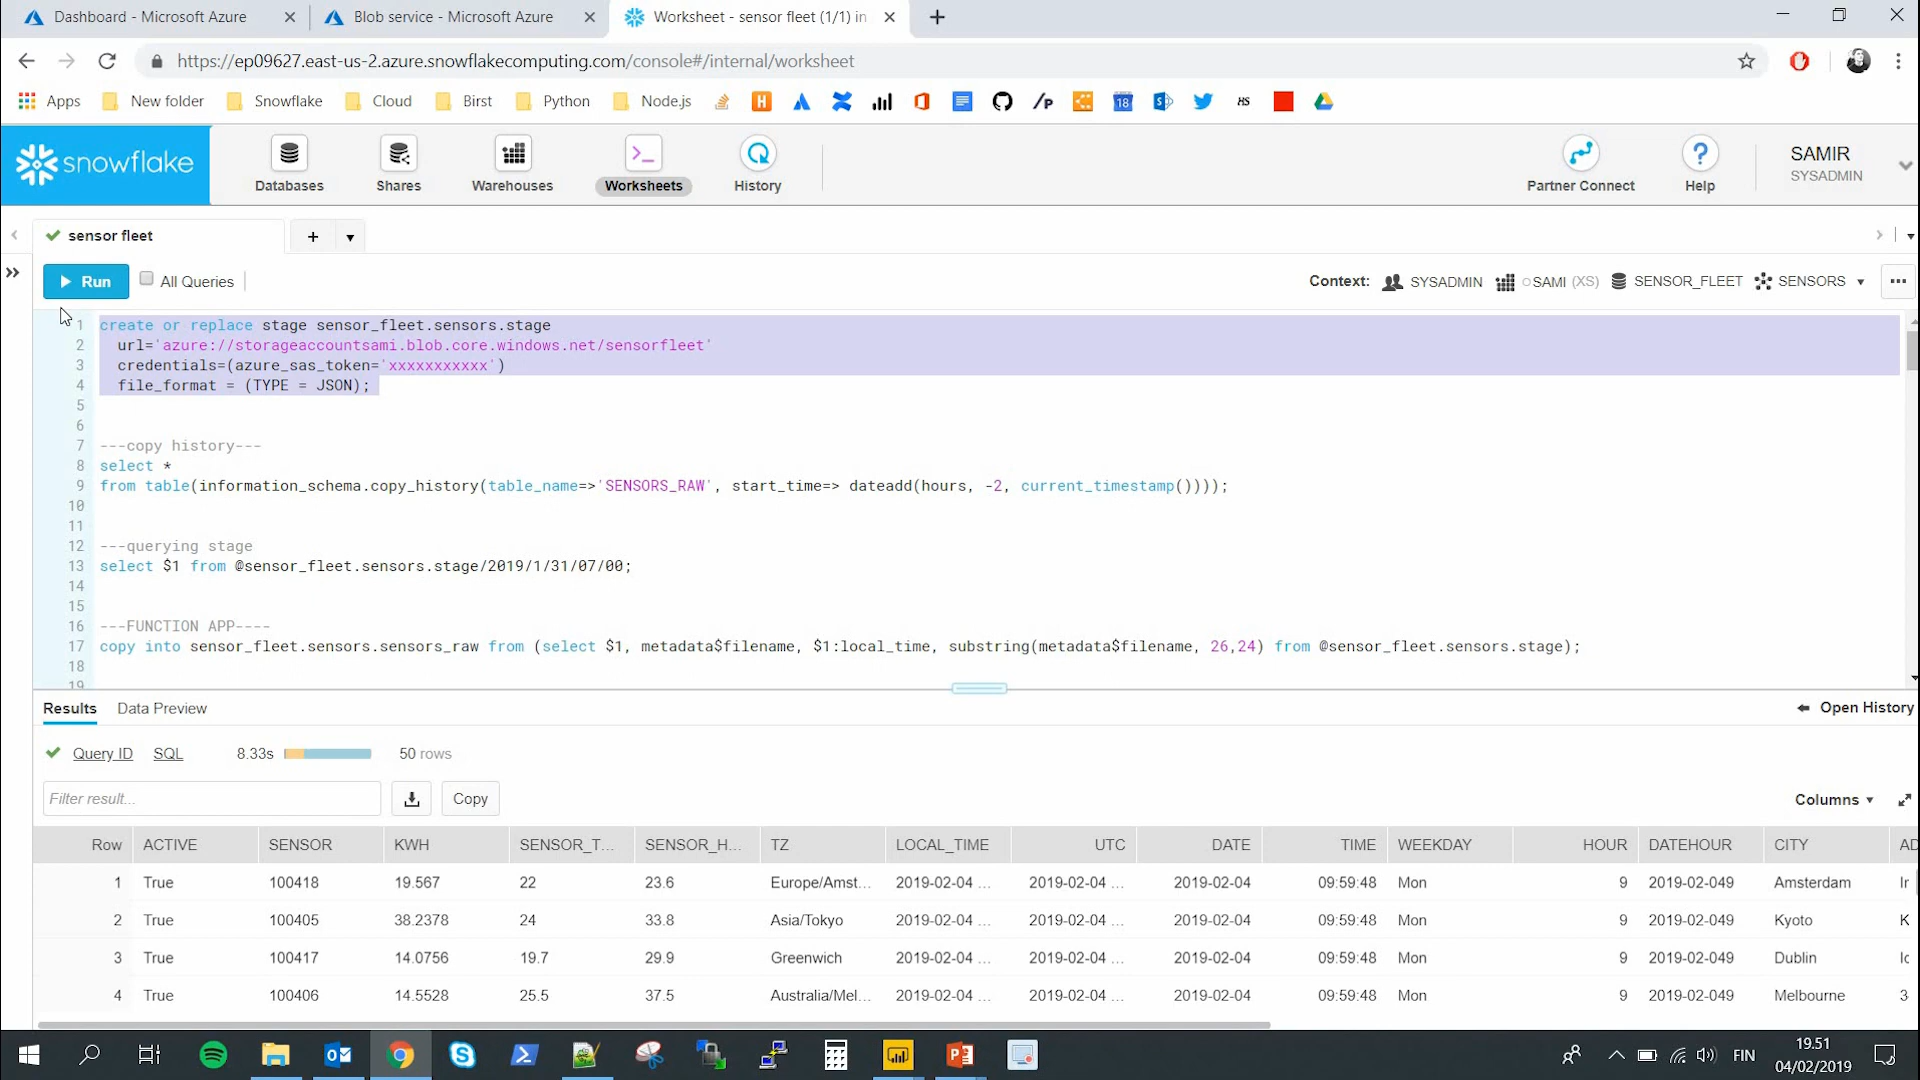 Dashboard - Microsoft Azure
Blob service - Microsoft Azure
Worksheet - sensor fleet (1/1) in
https://ep09627.east-us-2.azure.snowflakecomputing.com/console#/internal/worksheet
Apps
New folder
Snowflake
Cloud
Birst
Python
Node.js
H
/P
18
HS
snowflake
Databases
Shares
Warehouses
Worksheets
History
Partner Connect
Help
SAMIR
SYSADMIN
sensor fleet
Run
All Queries
Context: SYSADMIN SAMI (XS) SENSOR_FLEET SENSORS
1 create or replace stage sensor_fleet.sensors.stage
2 url='azure://storageaccountsami.blob.core.windows.net/sensorfleet'
3 credentials=(azure_sas_token='xxxxxxxxxxx')
4 file_format = (TYPE = JSON);
5
6
7 ---copy history---
8 select *
9 from table(information_schema.copy_history(table_name=>'SENSORS_RAW', start_time=> dateadd(hours, -2, current_timestamp())));
10
11
12 ---querying stage
13 select $1 from @sensor_fleet.sensors.stage/2019/1/31/07/00;
14
15
16 ---FUNCTION APP----
17 copy into sensor_fleet.sensors.sensors_raw from (select $1, metadata$filename, $1:local_time, substring(metadata$filename, 26,24) from @sensor_fleet.sensors.stage);
18
19
Results Data Preview
Open History
Query ID SQL 8.33s 50 rows
Filter result...
Copy
Columns
Row ACTIVE SENSOR KWH SENSOR_T... SENSOR_H... TZ LOCAL_TIME UTC DATE TIME WEEKDAY HOUR DATEHOUR CITY AD
1 True 100418 19.567 22 23.6 Europe/Amst... 2019-02-04 ... 2019-02-04 ... 2019-02-04 09:59:48 Mon 9 2019-02-049 Amsterdam
2 True 100405 38.2378 24 33.8 Asia/Tokyo 2019-02-04 ... 2019-02-04 ... 2019-02-04 09:59:48 Mon 9 2019-02-049 Kyoto K
3 True 100417 14.0756 19.7 29.9 Greenwich 2019-02-04 ... 2019-02-04 ... 2019-02-04 09:59:48 Mon 9 2019-02-049 Dublin
4 True 100406 14.5528 25.5 37.5 Australia/Mel... 2019-02-04 ... 2019-02-04 ... 2019-02-04 09:59:48 Mon 9 2019-02-049 Melbourne 3
FIN
19.51
04/02/2019